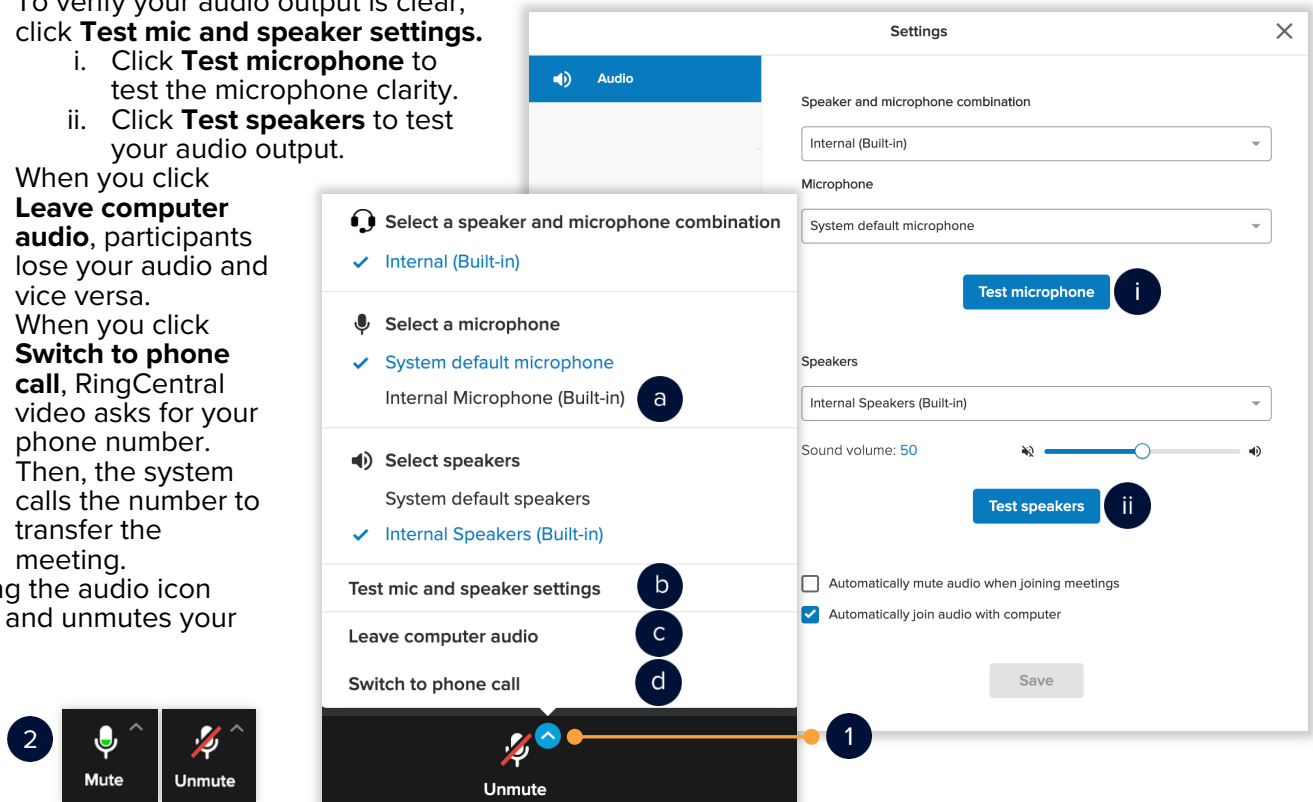 To verify your audio output is clear,
click Test mic and speaker settings.
i. Click Test microphone to
test the microphone clarity.
ii. Click Test speakers to test
your audio output.
When you click
Leave computer
audio, participants
lose your audio and
vice versa.
When you click
Switch to phone
call, RingCentral
video asks for your
phone number.
Then, the system
calls the number to
transfer the
meeting.
the audio icon
and unmutes your
2
Mute
Unmute
Select a speaker and microphone combination
Internal (Built-in)
Select a microphone
System default microphone
Internal Microphone (Built-in) a
Select speakers
System default speakers
Internal Speakers (Built-in)
Test mic and speaker settings b
Leave computer audio c
Switch to phone call d
Unmute
1
Settings
Audio
Speaker and microphone combination
Internal (Built-in)
Microphone
System default microphone
Test microphone i
Speakers
Internal Speakers (Built-in)
Sound volume: 50
Test speakers ii
Automatically mute audio when joining meetings
Automatically join audio with computer
Save